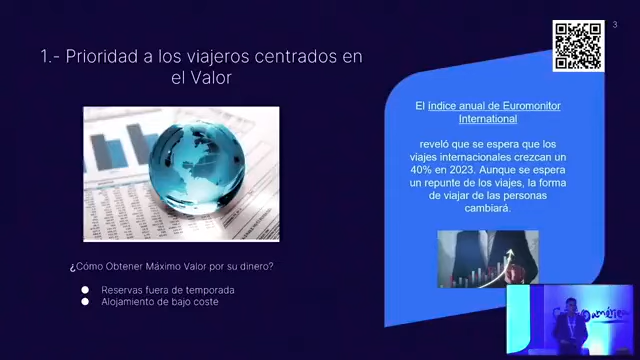 3
1.- Prioridad a los viajeros centrados en
el Valor
El índice anual de Euromonitor
International
reveló que se espera que los
viajes internacionales crezcan un
40% en 2023. Aunque se espera
un repunte de los viajes, la forma
de viajar de las personas
cambiará.
¿Cómo Obtener Máximo Valor por su dinero?
Reservas fuera de temporada
Alojamiento de bajo coste